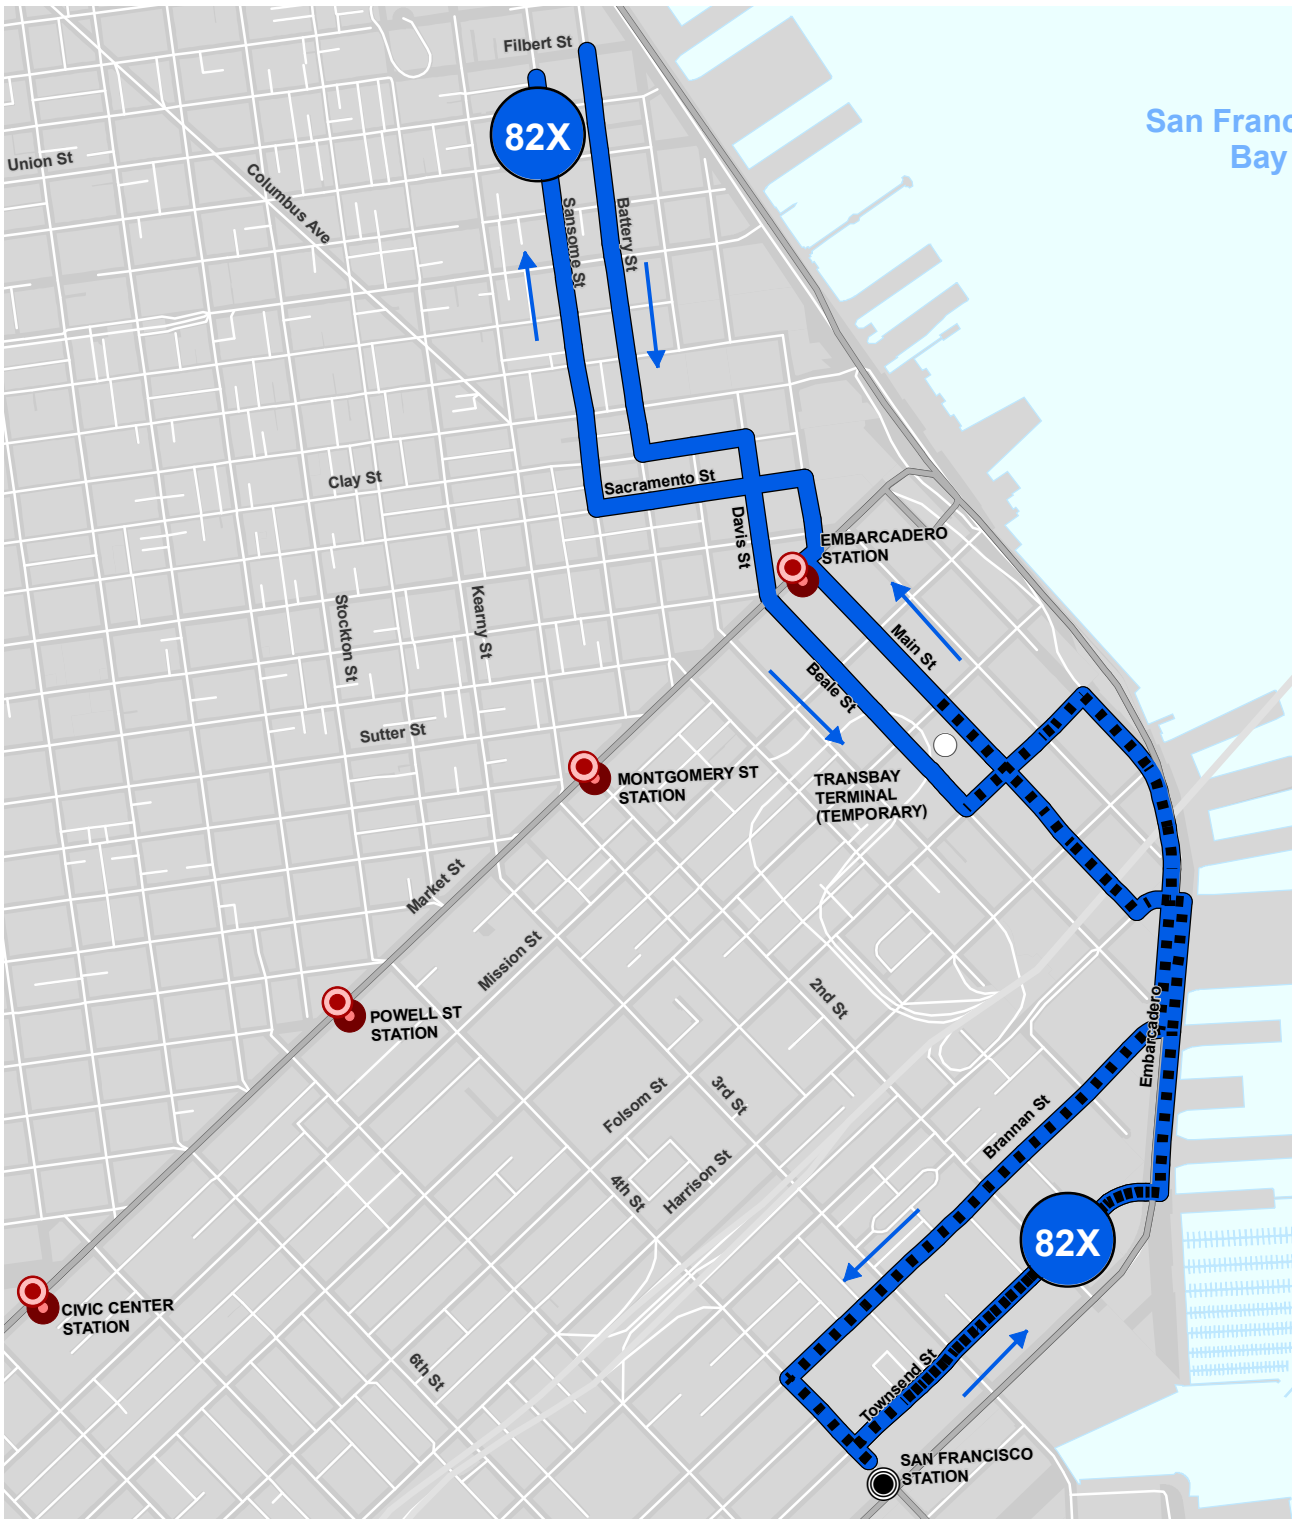 Filbert St
San Franc
Bay
82X
Union St
Columbus Ave
Sansome St
Battery St
Clay St
Sacramento St
Davis St
EMBARCADERO
STATION
Stockton St
Kearny St
Main St
Beale St
Sutter St
MONTGOMERY ST
STATION
TRANSBAY
TERMINAL
(TEMPORARY)
Market St
Mission St
2nd St
POWELL ST
STATION
Embarcadero
Folsom St
3rd St
Brannan St
4th St
Harrison St
82X
CIVIC CENTER
STATION
6th St
Townsend St
SAN FRANCISCO
STATION